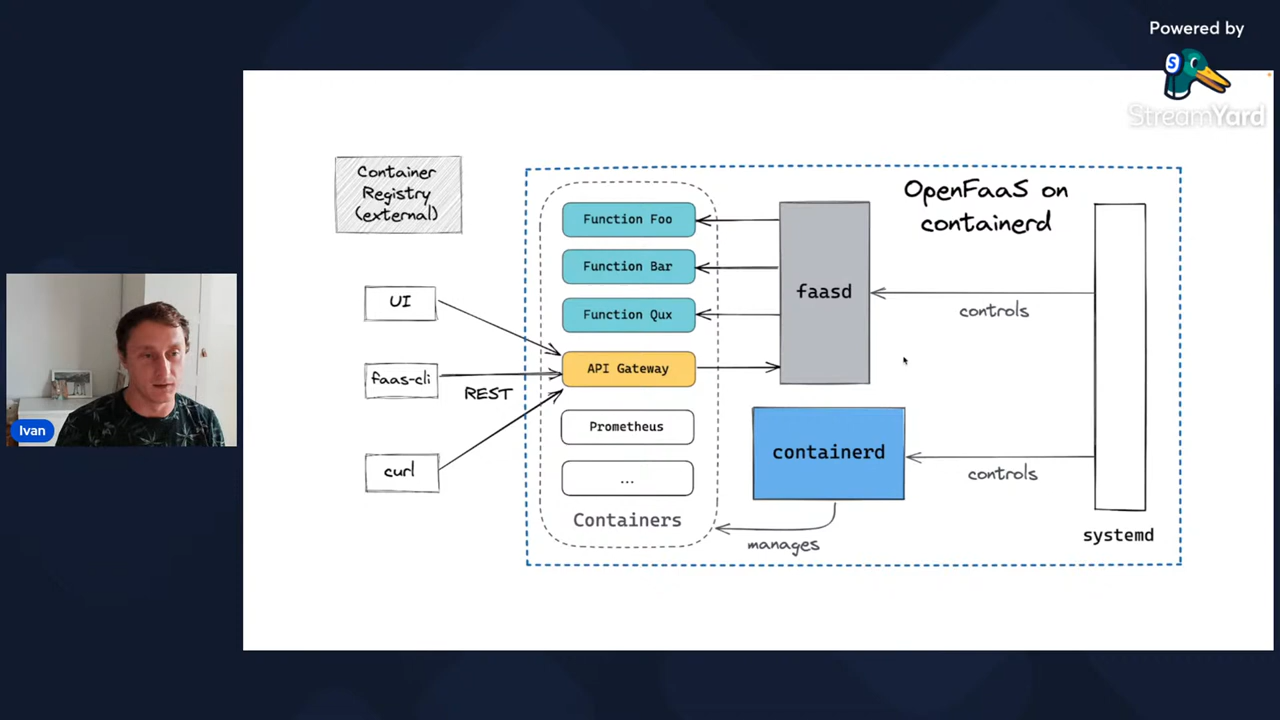 Powered by
S
StreamYard
Container
Registry
(external)
OpenFaaS on
containerd
Function Foo
Function Bar
Function Qux
faasd
controls
UI
API Gateway
faas-cli
REST
Prometheus
containerd
curl
...
controls
Containers
manages
systemd
Ivan